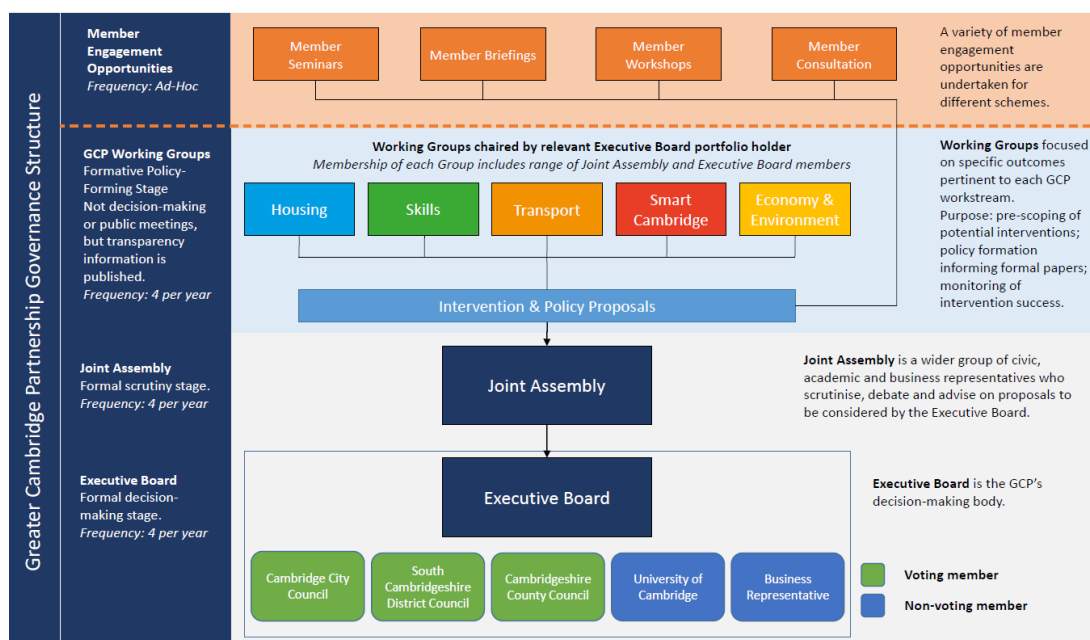 Greater Cambridge Partnership Governance Structure
Member
Engagement
Opportunities
Frequency: Ad-Hoc
Member
Seminars
Member Briefings
Member
Workshops
Member
Consultation
A variety of member
engagement
opportunities are
undertaken for
different schemes.
GCP Working Groups
Formative Policy-
Forming Stage
Not decision-making
or public meetings,
but transparency
information is
published.
Frequency: 4 per year
Working Groups chaired by relevant Executive Board portfolio holder
Membership of each Group includes range of Joint Assembly and Executive Board members
Housing
Skills
Transport
Smart
Cambridge
Economy &
Environment
Intervention & Policy Proposals
Working Groups focused
on specific outcomes
pertinent to each GCP
workstream.
Purpose: pre-scoping of
potential interventions;
policy formation
informing formal papers;
monitoring of
intervention success.
Joint Assembly
Formal scrutiny stage.
Frequency: 4 per year
Joint Assembly
Joint Assembly is a wider group of civic,
academic and business representatives who
scrutinise, debate and advise on proposals to
be considered by the Executive Board.
Executive Board
Formal decision-
making stage.
Frequency: 4 per year
Executive Board
Executive Board is the GCP's
decision-making body.
Cambridge City
Council
South
Cambridgeshire
District Council
Cambridgeshire
County Council
University of
Cambridge
Business
Representative
Voting member
Non-voting member